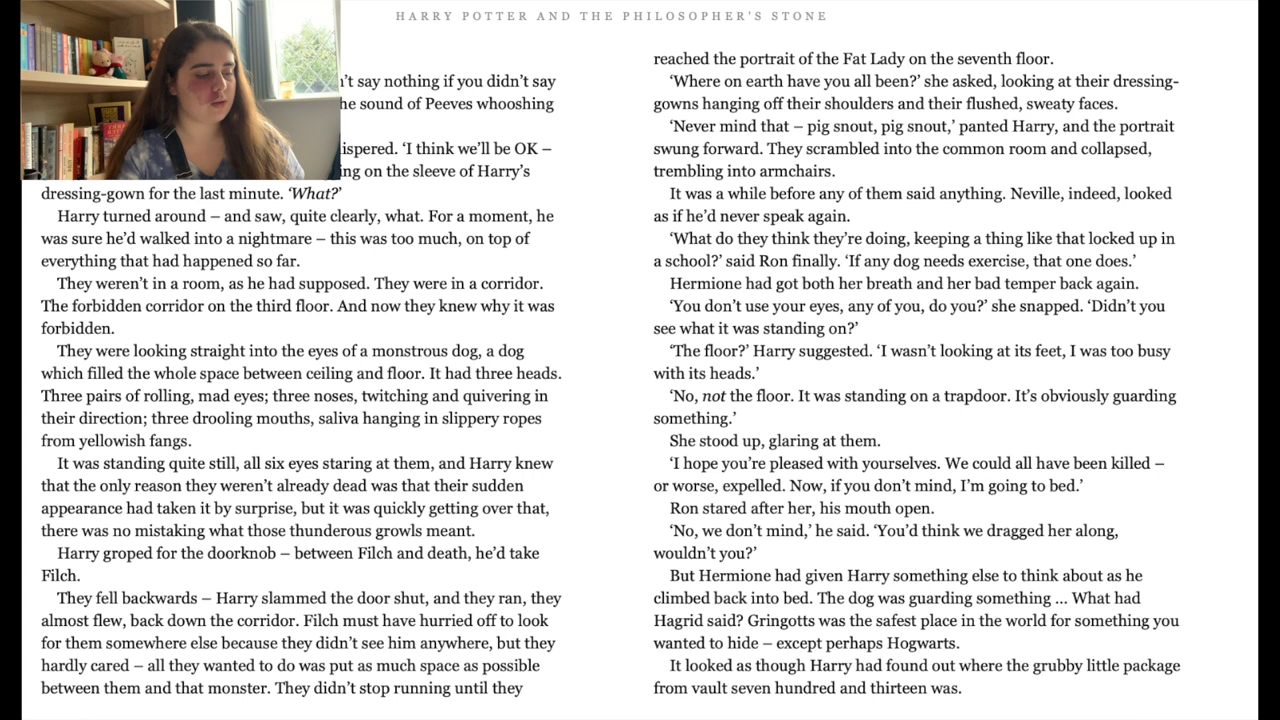 HARRY POTTER AND THE PHILOSOPHER'S STONE
’t say nothing if you didn’t say
he sound of Peeves whooshing
ispered. ‘I think we’ll be OK –
ing on the sleeve of Harry’s
dressing-gown for the last minute. ‘What?’
Harry turned around – and saw, quite clearly, what. For a moment, he
was sure he’d walked into a nightmare – this was too much, on top of
everything that had happened so far.
They weren’t in a room, as he had supposed. They were in a corridor.
The forbidden corridor on the third floor. And now they knew why it was
forbidden.
They were looking straight into the eyes of a monstrous dog, a dog
which filled the whole space between ceiling and floor. It had three heads.
Three pairs of rolling, mad eyes; three noses, twitching and quivering in
their direction; three drooling mouths, saliva hanging in slippery ropes
from yellowish fangs.
It was standing quite still, all six eyes staring at them, and Harry knew
that the only reason they weren’t already dead was that their sudden
appearance had taken it by surprise, but it was quickly getting over that,
there was no mistaking what those thunderous growls meant.
Harry groped for the doorknob – between Filch and death, he’d take
Filch.
They fell backwards – Harry slammed the door shut, and they ran, they
almost flew, back down the corridor. Filch must have hurried off to look
for them somewhere else because they didn’t see him anywhere, but they
hardly cared – all they wanted to do was put as much space as possible
between them and that monster. They didn’t stop running until they
reached the portrait of the Fat Lady on the seventh floor.
‘Where on earth have you all been?’ she asked, looking at their dressing-
gowns hanging off their shoulders and their flushed, sweaty faces.
‘Never mind that – pig snout, pig snout,’ panted Harry, and the portrait
swung forward. They scrambled into the common room and collapsed,
trembling into armchairs.
It was a while before any of them said anything. Neville, indeed, looked
as if he’d never speak again.
‘What do they think they’re doing, keeping a thing like that locked up in
a school?’ said Ron finally. ‘If any dog needs exercise, that one does.’
Hermione had got both her breath and her bad temper back again.
‘You don’t use your eyes, any of you, do you?’ she snapped. ‘Didn’t you
see what it was standing on?’
‘The floor?’ Harry suggested. ‘I wasn’t looking at its feet, I was too busy
with its heads.’
‘No, not the floor. It was standing on a trapdoor. It’s obviously guarding
something.’
She stood up, glaring at them.
‘I hope you’re pleased with yourselves. We could all have been killed –
or worse, expelled. Now, if you don’t mind, I’m going to bed.’
Ron stared after her, his mouth open.
‘No, we don’t mind,’ he said. ‘You’d think we dragged her along,
wouldn’t you?’
But Hermione had given Harry something else to think about as he
climbed back into bed. The dog was guarding something ... What had
Hagrid said? Gringotts was the safest place in the world for something you
wanted to hide – except perhaps Hogwarts.
It looked as though Harry had found out where the grubby little package
from vault seven hundred and thirteen was.